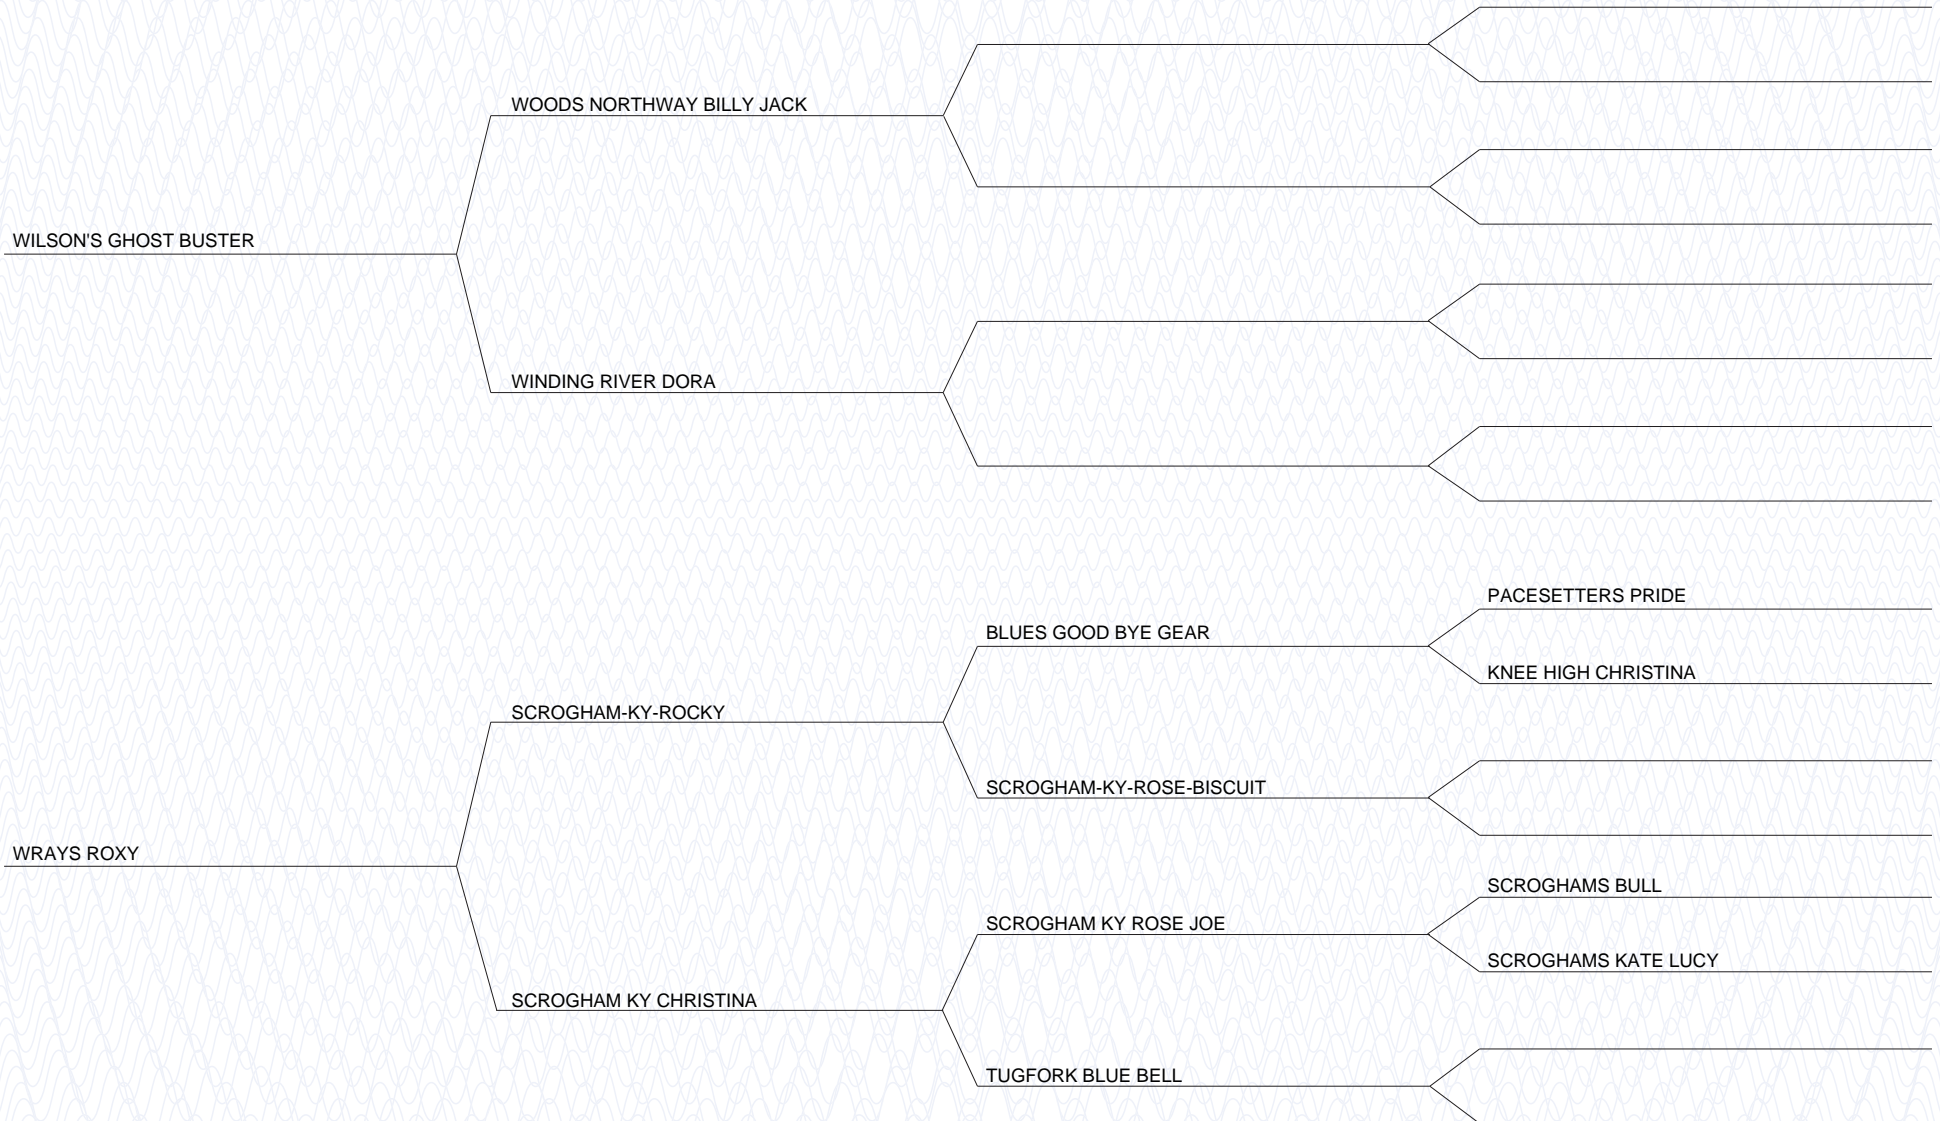 WOODS NORTHWAY BILLY JACK
WILSON'S GHOST BUSTER
WINDING RIVER DORA
PACESETTERS PRIDE
BLUES GOOD BYE GEAR
KNEE HIGH CHRISTINA
SCROGHAM-KY-ROCKY
SCROGHAM-KY-ROSE-BISCUIT
WRAYS ROXY
SCROGHAMS BULL
SCROGHAM KY ROSE JOE
SCROGHAMS KATE LUCY
SCROGHAM KY CHRISTINA
TUGFORK BLUE BELL